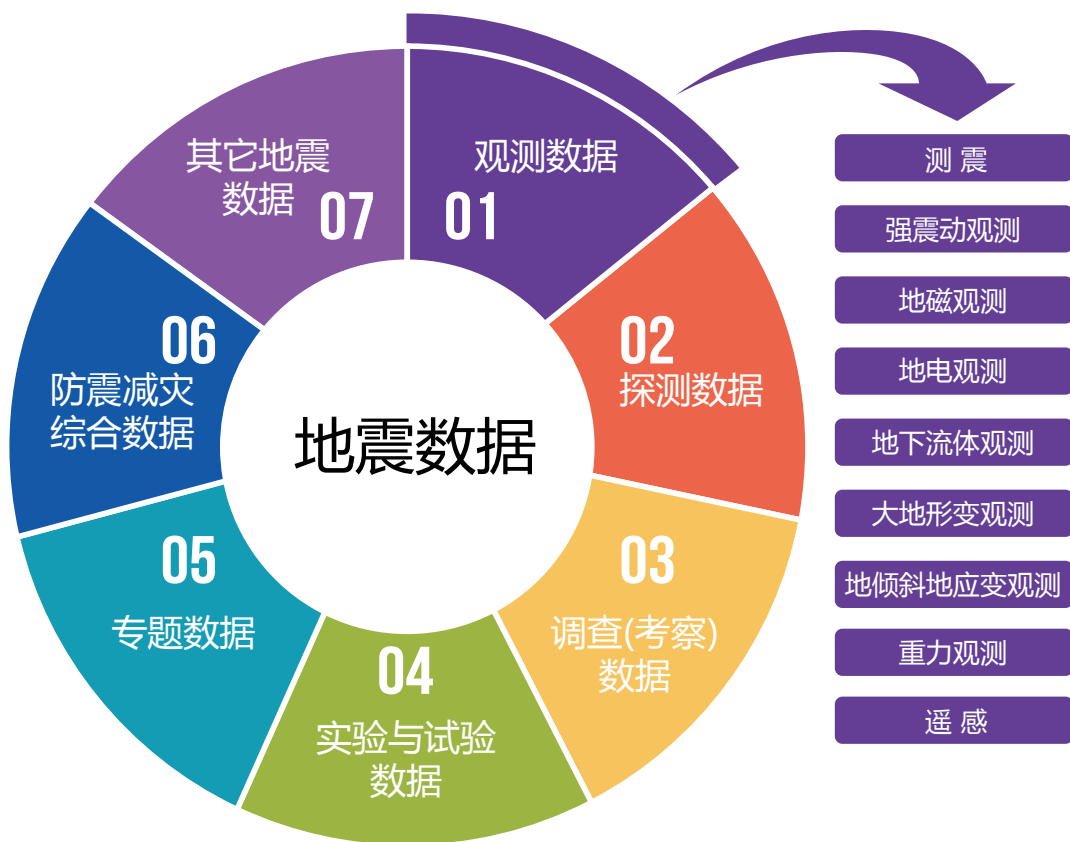 地震数据
01
观测数据
02
探测数据
03
调查(考察)
数据
04
实验与试验
数据
05
专题数据
06
防震减灾
综合数据
07
其它地震
数据
测 震
强震动观测
地磁观测
地电观测
地下流体观测
大地形变观测
地倾斜地应变观测
重力观测
遥 感